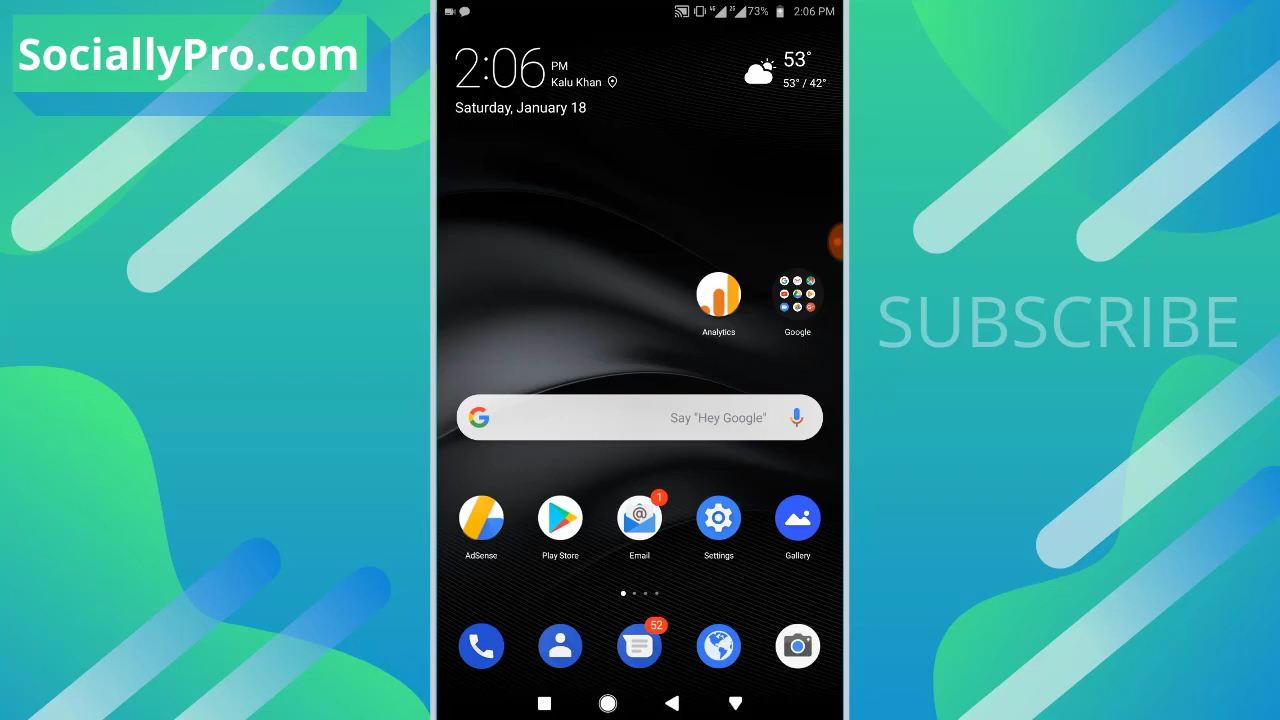 SociallyPro.com
73% 2:06 PM
2:06 PM
Kalu Khan
Saturday, January 18
53°
53° / 42°
SUBSCRIBE
Analytics
Google
Say "Hey Google"
1
AdSense
Play Store
Email
Settings
Gallery
52